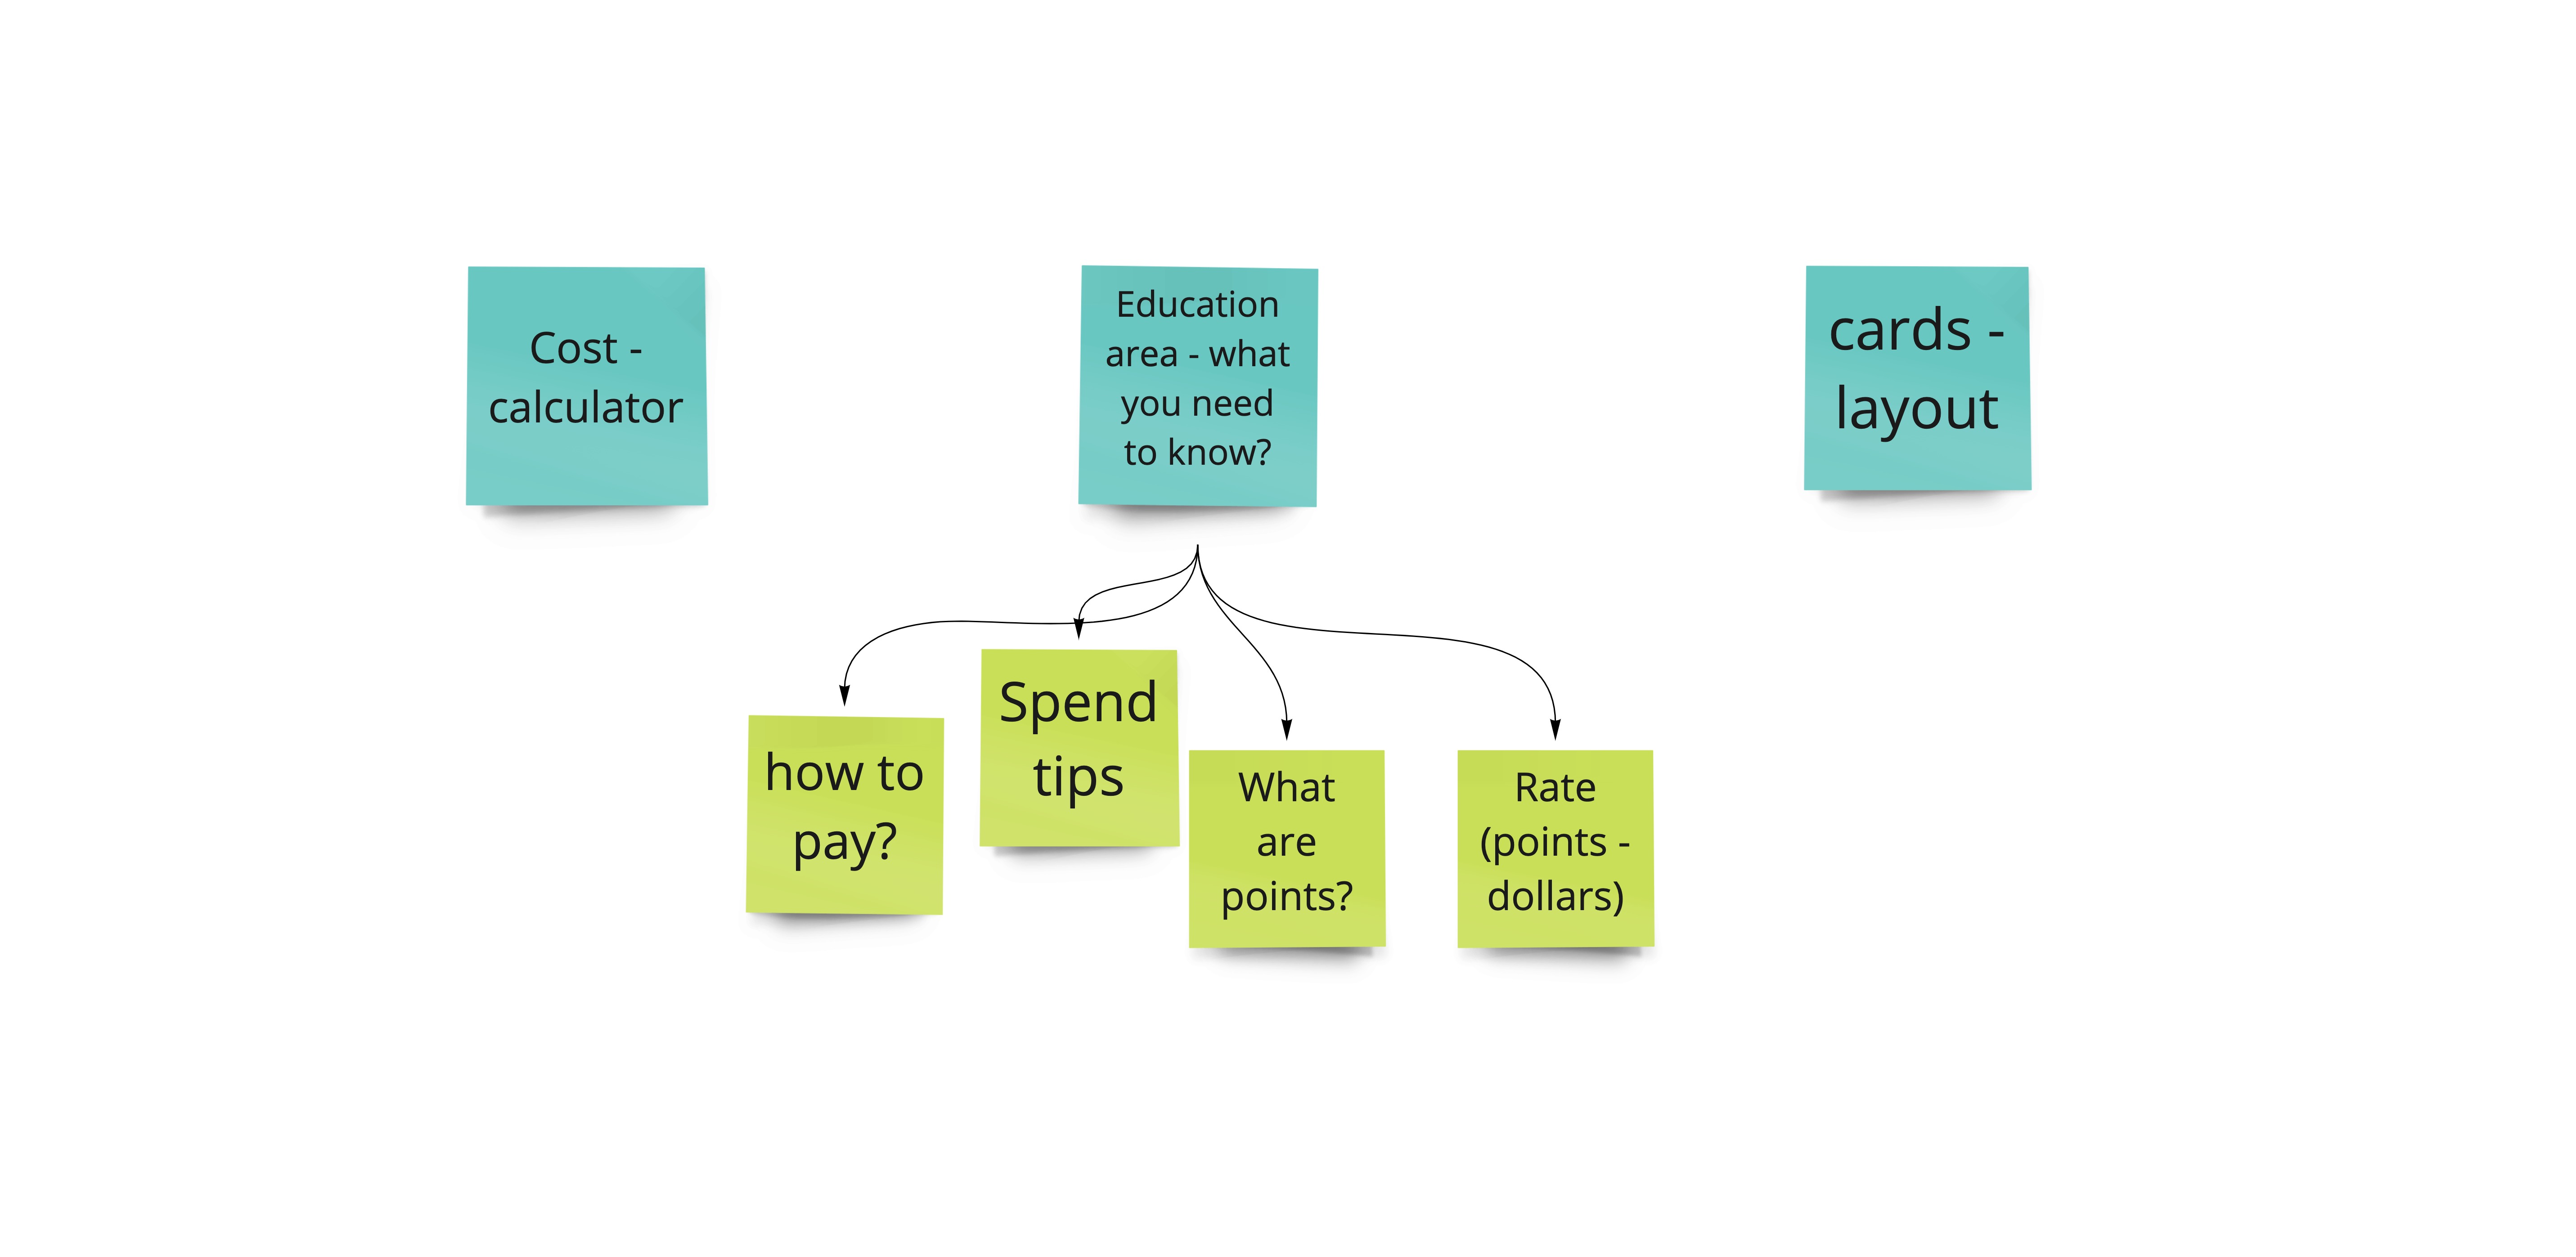 Cost -
calculator
Education
area - what
you need
to know?
cards -
layout
how to
pay?
Spend
tips
What
are
points?
Rate
(points -
dollars)